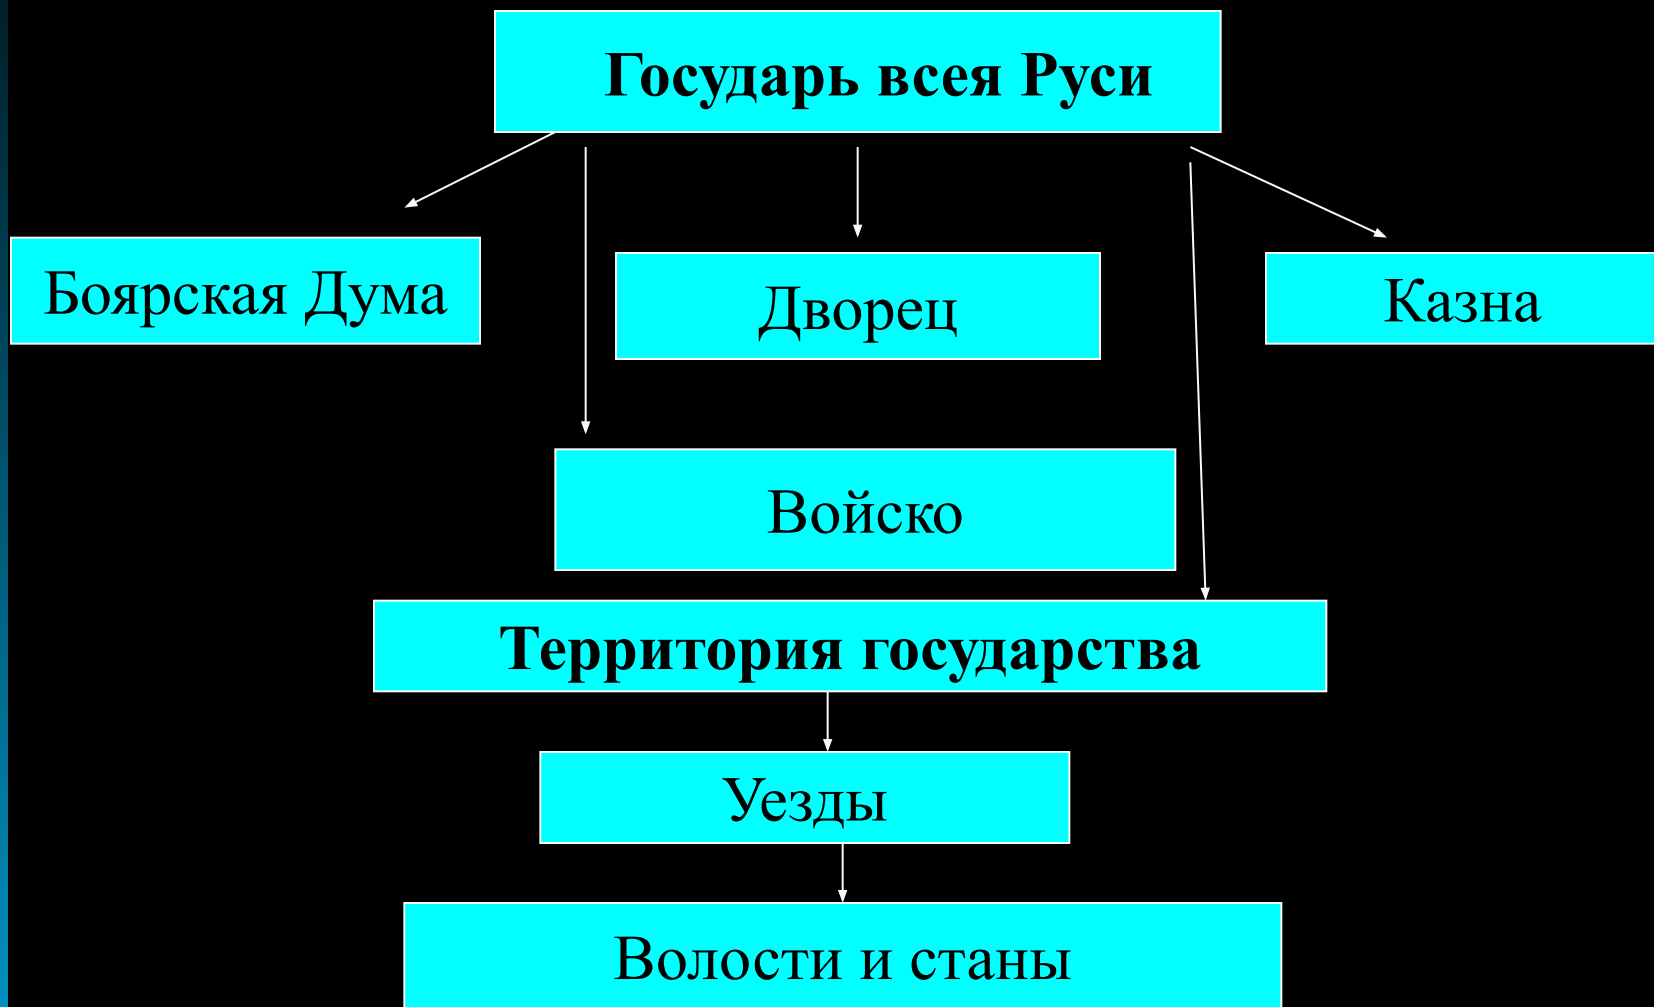 Государь всея Руси
Боярская Дума
Дворец
Казна
Войско
Территория государства
Уезды
Волости и станы